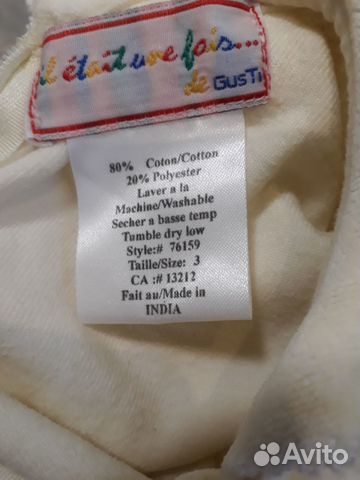 il était une fois...
de GusTi
80% Coton/Cotton
20% Polyester
Laver a la
Machine/Washable
Secher a basse temp
Tumble dry low
Style:# 76159
Taille/Size: 3
CA :# 13212
Fait au/Made in
INDIA
Avito